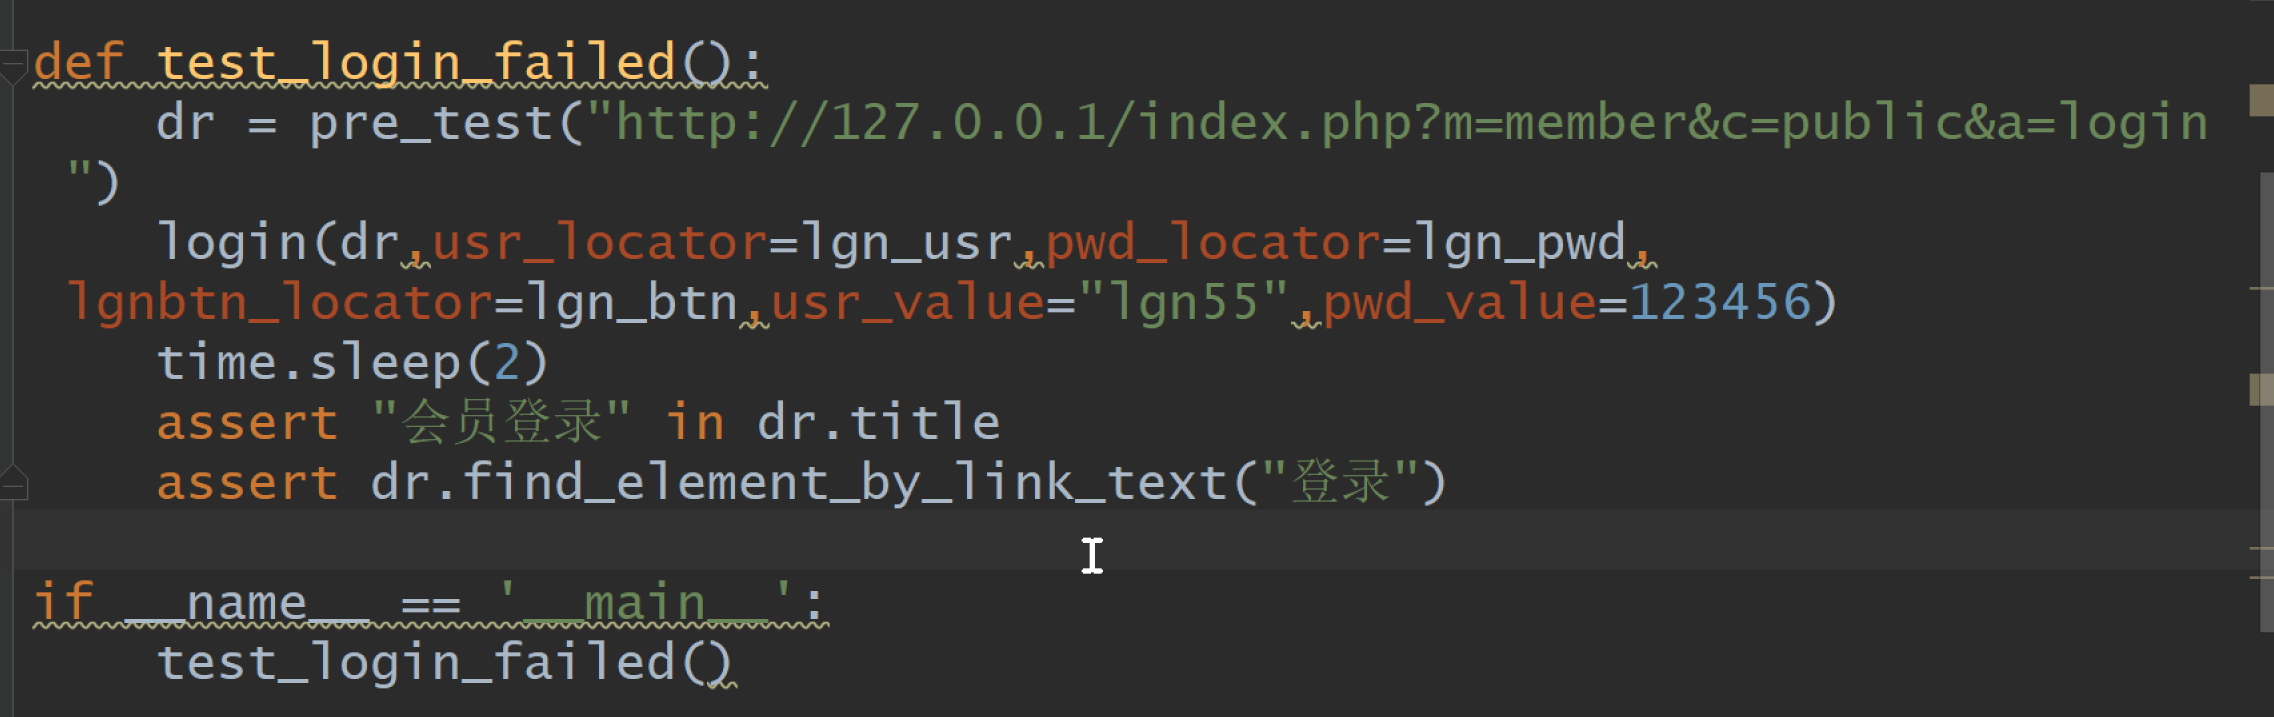 def test_login_failed():
    dr = pre_test("http://127.0.0.1/index.php?m=member&c=public&a=login
")
    login(dr,usr_locator=lgn_usr,pwd_locator=lgn_pwd,
lgnbtn_locator=lgn_btn,usr_value="lgn55",pwd_value=123456)
    time.sleep(2)
    assert "会员登录" in dr.title
    assert dr.find_element_by_link_text("登录")
if __name__ == '__main__':
    test_login_failed()